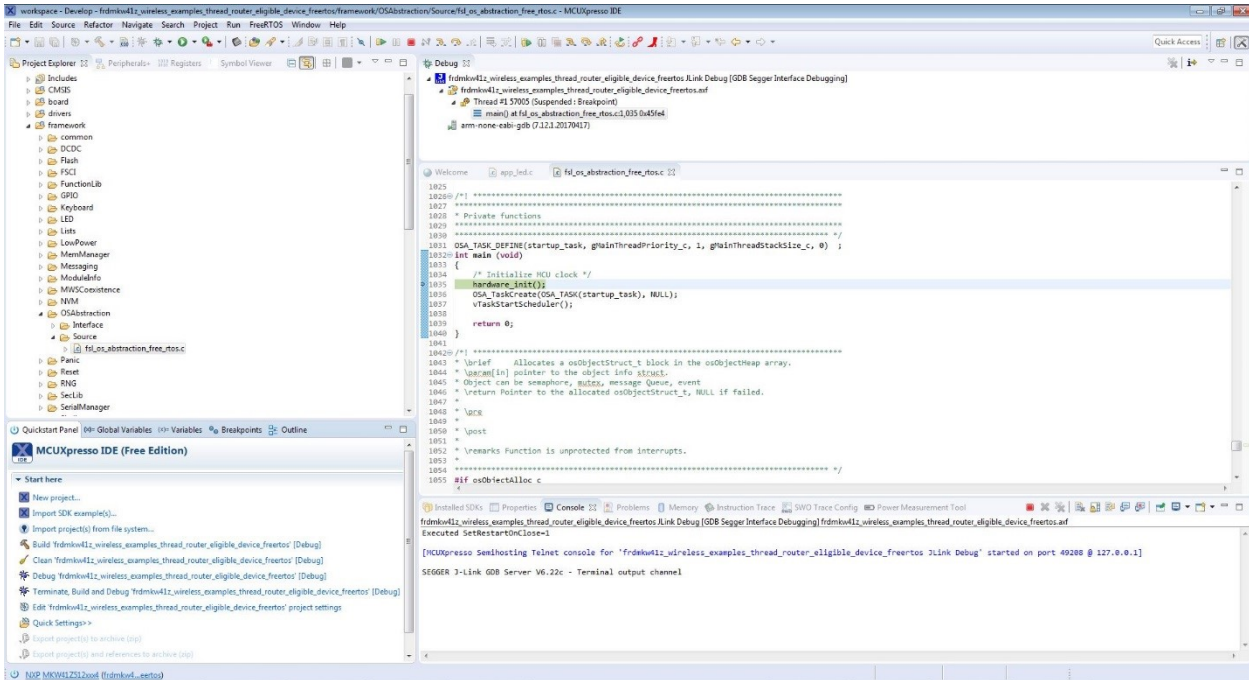 workspace - Develop - frdmkw41z_wireless_examples_thread_router_eligible_device_freertos/framework/OSAbstraction/Source/fsl_os_abstraction_free_rtos.c - MCUXpresso IDE
File Edit Source Refactor Navigate Search Project Run FreeRTOS Window Help
Quick Access
Project Explorer Peripherals+ Registers Symbol Viewer
Includes
CMSIS
board
drivers
framework
common
DCDC
Flash
FSCI
FunctionLib
GPIO
Keyboard
LED
Lists
LowPower
MemManager
Messaging
ModuleInfo
MWSCoexistence
NVM
OSAbstraction
Interface
Source
fsl_os_abstraction_free_rtos.c
Panic
Reset
RNG
SecLib
SerialManager
Debug
frdmkw41z_wireless_examples_thread_router_eligible_device_freertos JLink Debug [GDB Segger Interface Debugging]
frdmkw41z_wireless_examples_thread_router_eligible_device_freertos.axf
Thread #1 57005 (Suspended : Breakpoint)
main() at fsl_os_abstraction_free_rtos.c:1,035 0x45fe4
arm-none-eabi-gdb (7.12.1.20170417)
Welcome app_led.c fsl_os_abstraction_free_rtos.c
1025
1026 /*! *********************************************************************************
1027 *************************************************************************************
1028 * Private functions
1029 *************************************************************************************
1030 ********************************************************************************** */
1031 OSA_TASK_DEFINE(startup_task, gMainThreadPriority_c, 1, gMainThreadStackSize_c, 0) ;
1032 int main (void)
1033 {
1034 /* Initialize MCU clock */
1035 hardware_init();
1036 OSA_TaskCreate(OSA_TASK(startup_task), NULL);
1037 vTaskStartScheduler();
1038
1039 return 0;
1040 }
1041
1042 /*! *********************************************************************************
1043 * \brief Allocates a osObjectStruct_t block in the osObjectHeap array.
1044 * \param[in] pointer to the object info struct.
1045 * Object can be semaphore, mutex, message Queue, event
1046 * \return Pointer to the allocated osObjectStruct_t, NULL if failed.
1047 *
1048 * \pre
1049 *
1050 * \post
1051 *
1052 * \remarks Function is unprotected from interrupts.
1053 *
1054 ********************************************************************************** */
1055 #if osObjectAlloc_c
Quickstart Panel (x)= Global Variables (x)= Variables Breakpoints Outline
IDE MCUXpresso IDE (Free Edition)
Start here
New project...
Import SDK example(s)...
Import project(s) from file system...
Build 'frdmkw41z_wireless_examples_thread_router_eligible_device_freertos' [Debug]
Clean 'frdmkw41z_wireless_examples_thread_router_eligible_device_freertos' [Debug]
Debug 'frdmkw41z_wireless_examples_thread_router_eligible_device_freertos' [Debug]
Terminate, Build and Debug 'frdmkw41z_wireless_examples_thread_router_eligible_device_freertos' [Debug]
Edit 'frdmkw41z_wireless_examples_thread_router_eligible_device_freertos' project settings
Quick Settings>>
Export project(s) to archive (zip)
Export project(s) and references to archive (zip)
Installed SDKs Properties Console Problems Memory Instruction Trace SWO Trace Config Power Measurement Tool
frdmkw41z_wireless_examples_thread_router_eligible_device_freertos JLink Debug [GDB Segger Interface Debugging] frdmkw41z_wireless_examples_thread_router_eligible_device_freertos.axf
Executed SetRestartOnClose=1
[MCUXpresso Semihosting Telnet console for 'frdmkw41z_wireless_examples_thread_router_eligible_device_freertos JLink Debug' started on port 49208 @ 127.0.0.1]
SEGGER J-Link GDB Server V6.22c - Terminal output channel
NXP MKW41Z512xxx4 (frdmkw4...eertos)